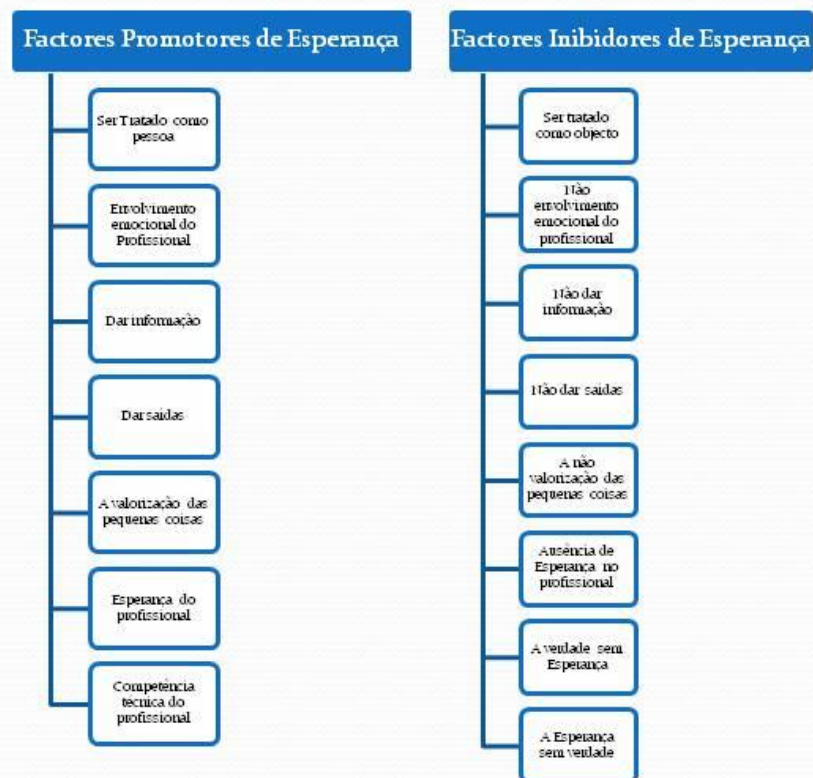 Factores Promotores de Esperança
Ser Tratado como
pessoa
Envolvimento
emocional do
Profissional
Dar informação
Dar saídas
A valorização das
pequenas coisas
Esperança do
profissional
Competência
técnica do
profissional
Factores Inibidores de Esperança
Ser tratado
como objecto
Não
envolvimento
emocional do
profissional
Não dar
informação
Não dar saídas
A não
valorização das
pequenas coisas
Ausência de
Esperança no
profissional
A verdade sem
Esperança
A Esperança
sem verdade